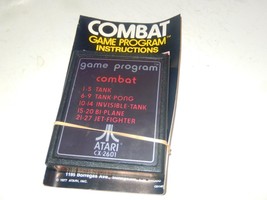 COMBAT
GAME PROGRAM™
INSTRUCTIONS
game program
combat
1-5 TANK
6-9 TANK-PONG
10-14 INVISIBLE-TANK
15-20 BI-PLANE
21-27 JET-FIGHTER
ATARI
CX-2601